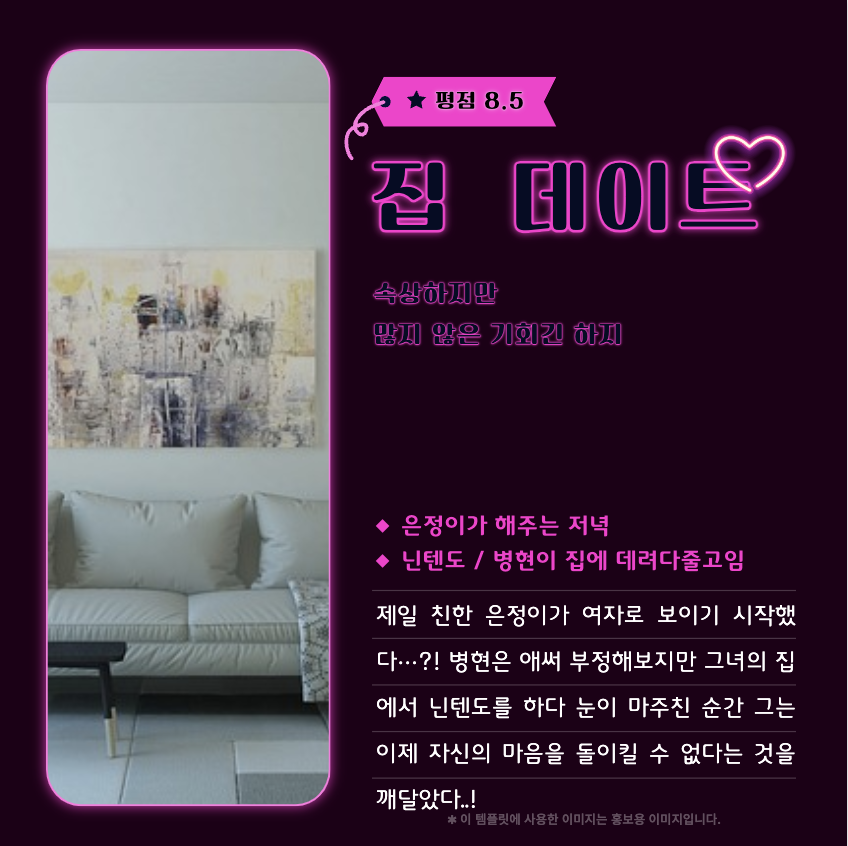 ★ 평점 8.5
집 데이트
속상하지만
많지 않은 기회긴 하지
◆ 은정이가 해주는 저녁
◆ 닌텐도 / 병현이 집에 데려다줄고임
제일 친한 은정이가 여자로 보이기 시작했
다…?! 병현은 애써 부정해보지만 그녀의 집
에서 닌텐도를 하다 눈이 마주친 순간 그는
이제 자신의 마음을 돌이킬 수 없다는 것을
깨달았다..!
* 이 템플릿에 사용한 이미지는 홍보용 이미지입니다.